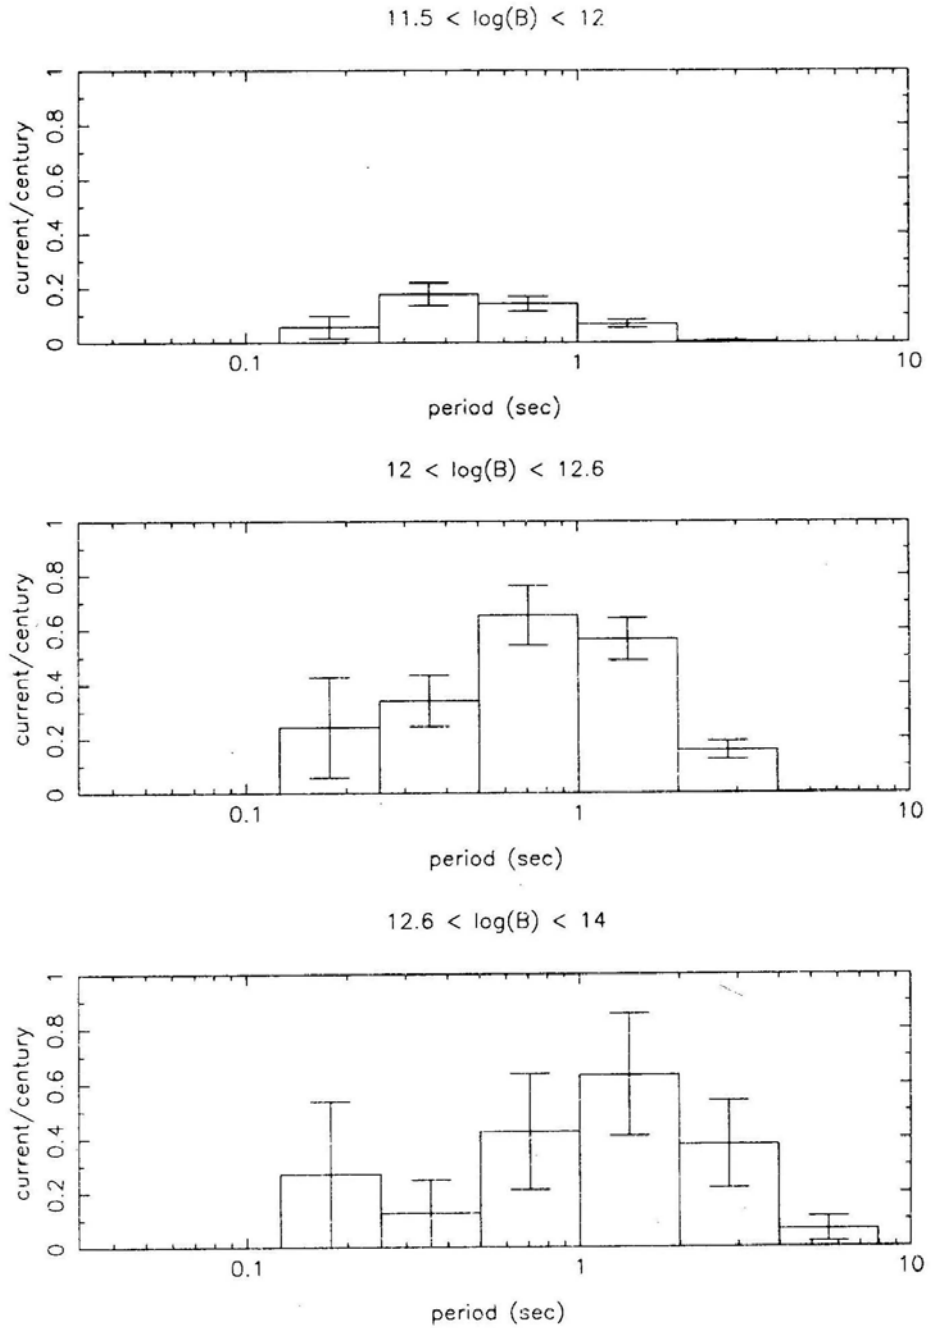 11.5 < log(B) < 12
1
0.8
0.6
0.4
0.2
0
current/century
0.1 1 10
period (sec)
12 < log(B) < 12.6
1
0.8
0.6
0.4
0.2
0
current/century
0.1 1 10
period (sec)
12.6 < log(B) < 14
1
0.8
0.6
0.4
0.2
0
current/century
0.1 1 10
period (sec)